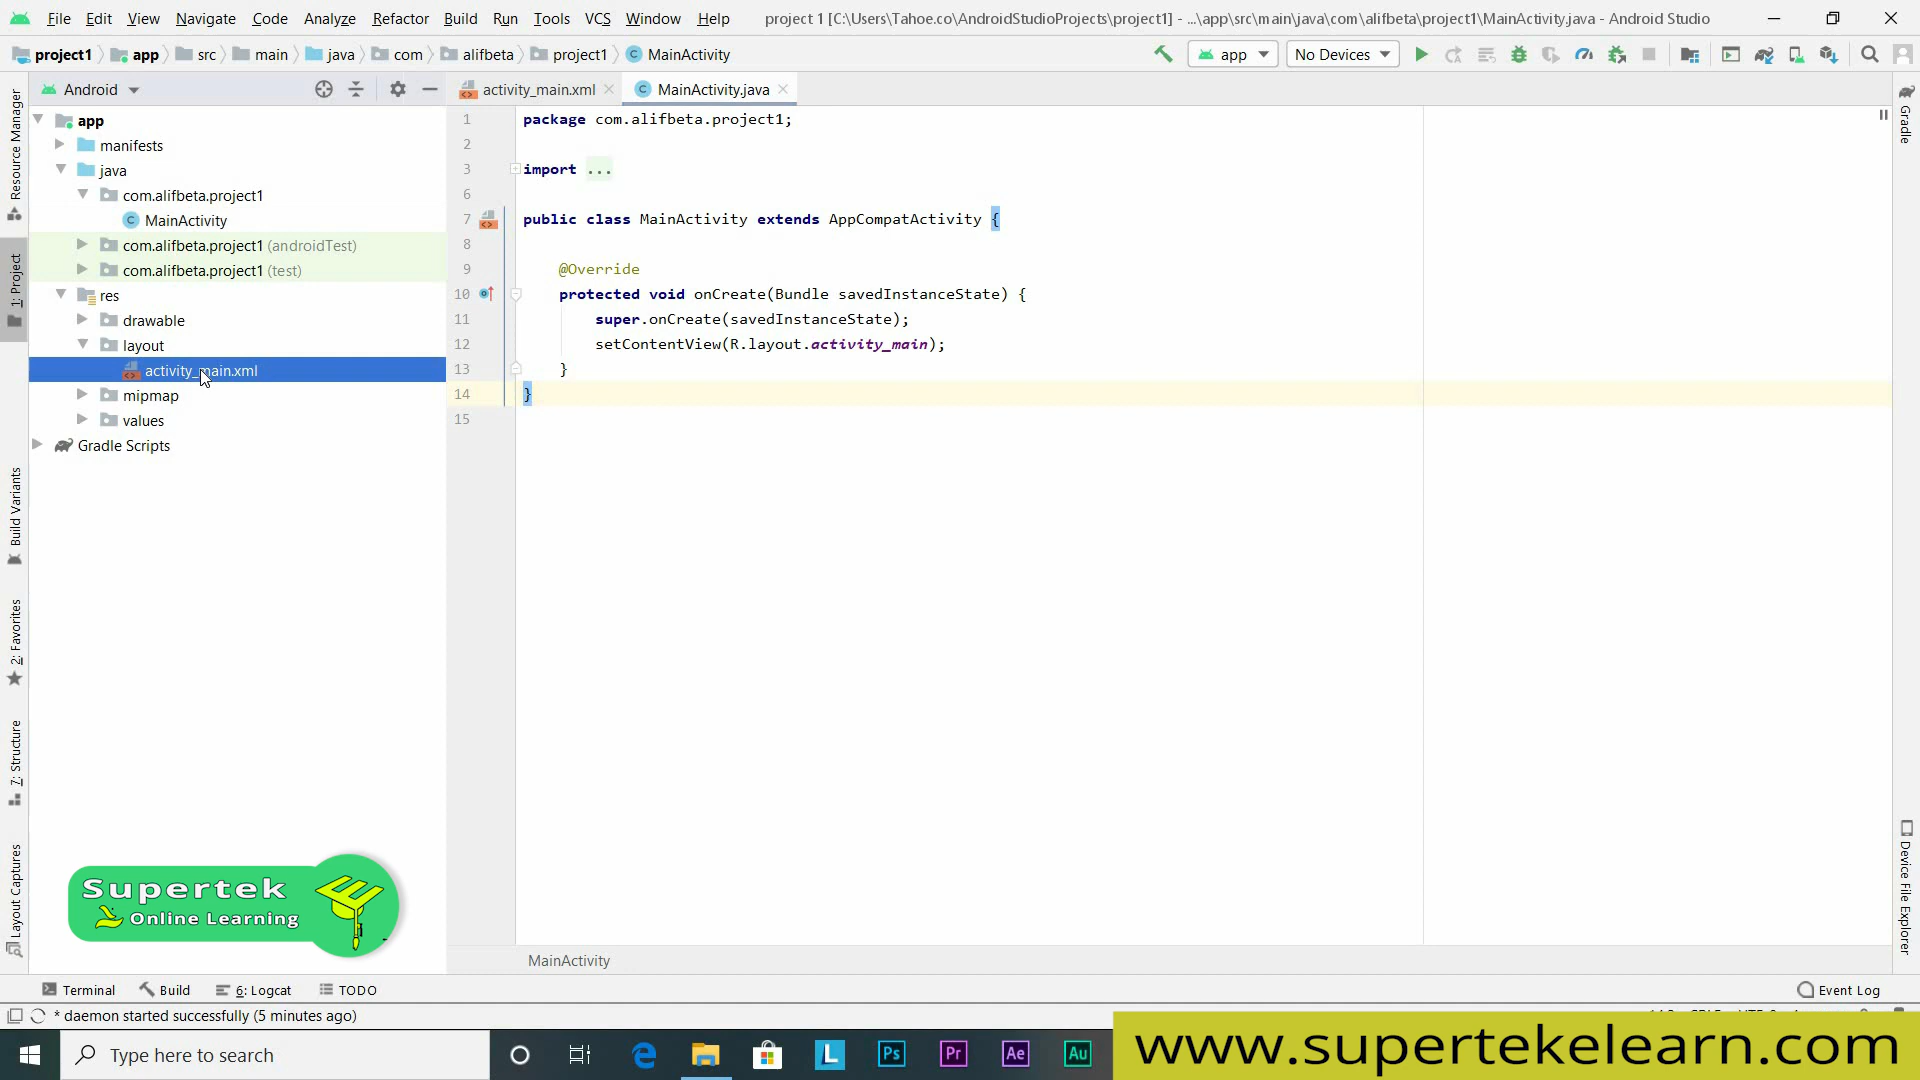 File Edit View Navigate Code Analyze Refactor Build Run Tools VCS Window Help project 1 [C:\Users\Tahoe.co\AndroidStudioProjects\project1] - ...\app\src\main\java\com\alifbeta\project1\MainActivity.java - Android Studio
project1 app src main java com alifbeta project1 MainActivity app No Devices
Android
activity_main.xml MainActivity.java
app
manifests
java
com.alifbeta.project1
MainActivity
com.alifbeta.project1 (androidTest)
com.alifbeta.project1 (test)
res
drawable
layout
activity_main.xml
mipmap
values
Gradle Scripts
1 package com.alifbeta.project1;
2
3 import ...
6
7 public class MainActivity extends AppCompatActivity {
8
9 @Override
10 protected void onCreate(Bundle savedInstanceState) {
11 super.onCreate(savedInstanceState);
12 setContentView(R.layout.activity_main);
13 }
14 }
15
MainActivity
Resource Manager
1: Project
Build Variants
2: Favorites
7: Structure
Layout Captures
Gradle
Device File Explorer
Supertek
Online Learning
Terminal Build 6: Logcat TODO Event Log
* daemon started successfully (5 minutes ago)
Type here to search
L Ps Pr Ae Au
www.supertekelearn.com